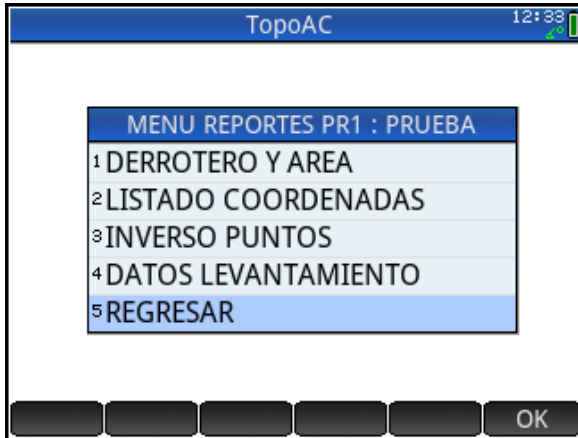 TopoAC 12:33
MENU REPORTES PR1 : PRUEBA
1 DERROTERO Y AREA
2 LISTADO COORDENADAS
3 INVERSO PUNTOS
4 DATOS LEVANTAMIENTO
5 REGRESAR
OK